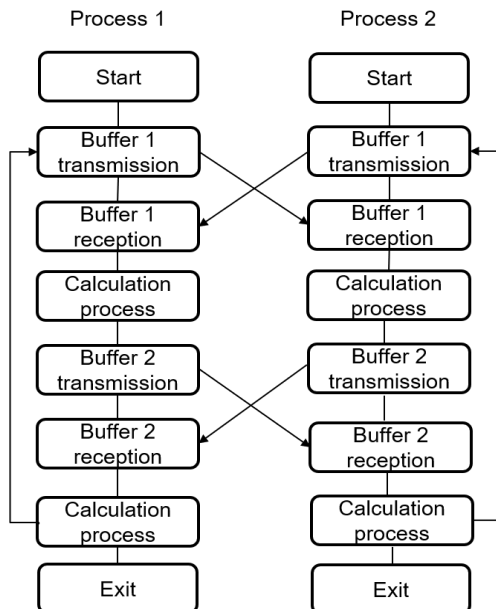 Process 1
Process 2
Start
Start
Buffer 1
transmission
Buffer 1
transmission
Buffer 1
reception
Buffer 1
reception
Calculation
process
Calculation
process
Buffer 2
transmission
Buffer 2
transmission
Buffer 2
reception
Buffer 2
reception
Calculation
process
Calculation
process
Exit
Exit